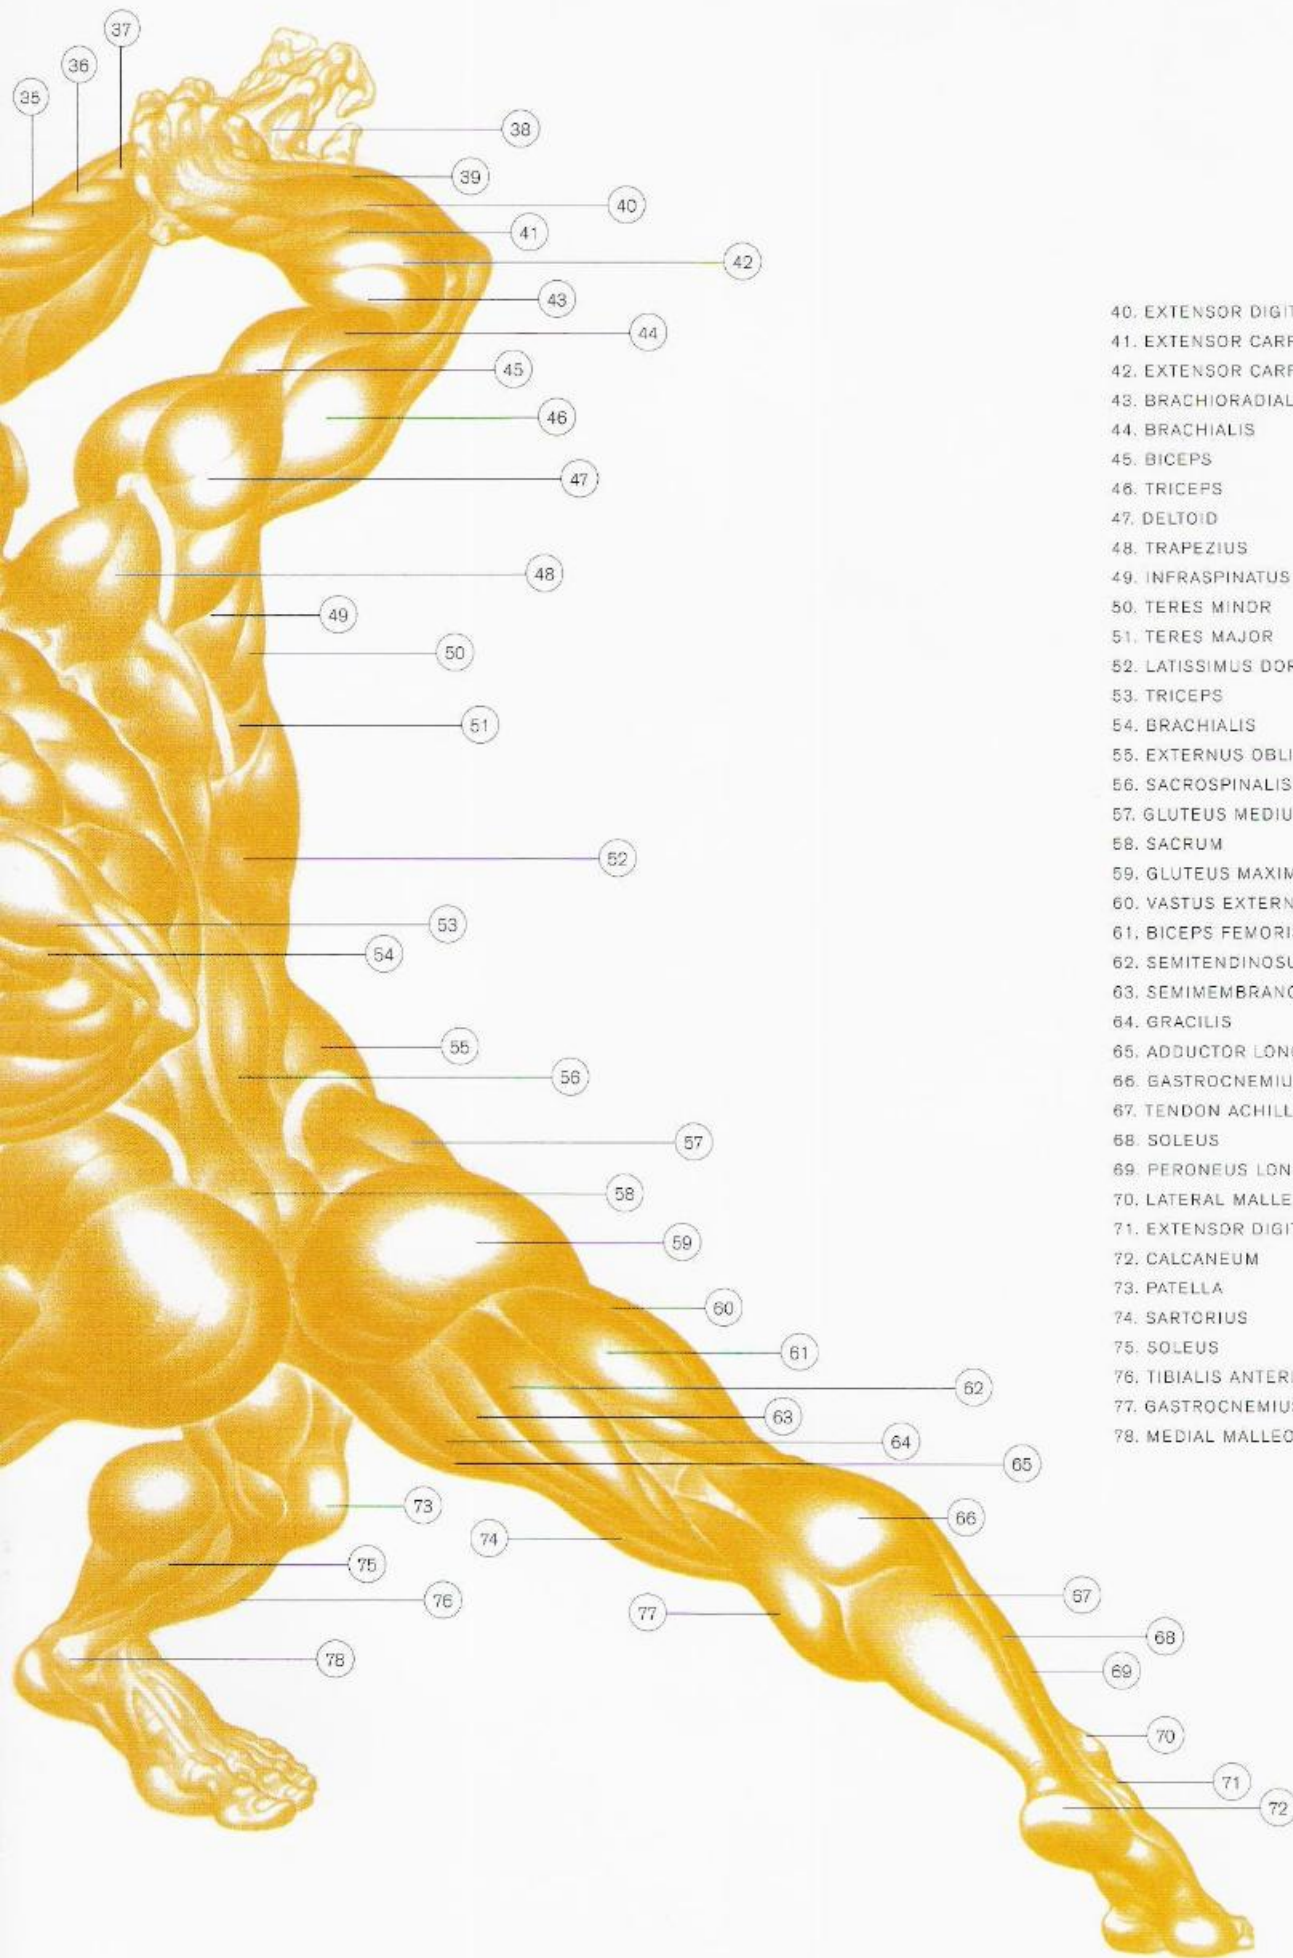 37
36
35
38
39
40
41
42
43
44
45
46
47
48
49
50
51
52
53
54
55
56
57
58
59
60
61
62
63
64
65
66
73
74
75
76
77
67
68
69
78
70
71
72
40. EXTENSOR DIGIT
41. EXTENSOR CARP
42. EXTENSOR CARP
43. BRACHIORADIAL
44. BRACHIALIS
45. BICEPS
46. TRICEPS
47. DELTOID
48. TRAPEZIUS
49. INFRASPINATUS
50. TERES MINOR
51. TERES MAJOR
52. LATISSIMUS DOR
53. TRICEPS
54. BRACHIALIS
55. EXTERNUS OBLI
56. SACROSPINALIS
57. GLUTEUS MEDIU
58. SACRUM
59. GLUTEUS MAXIM
60. VASTUS EXTERN
61. BICEPS FEMORI
62. SEMITENDINOSU
63. SEMIMEMBRANO
64. GRACILIS
65. ADDUCTOR LONG
66. GASTROCNEMIU
67. TENDON ACHILL
68. SOLEUS
69. PERONEUS LON
70. LATERAL MALLE
71. EXTENSOR DIGIT
72. CALCANEUM
73. PATELLA
74. SARTORIUS
75. SOLEUS
76. TIBIALIS ANTERI
77. GASTROCNEMIUS
78. MEDIAL MALLEO